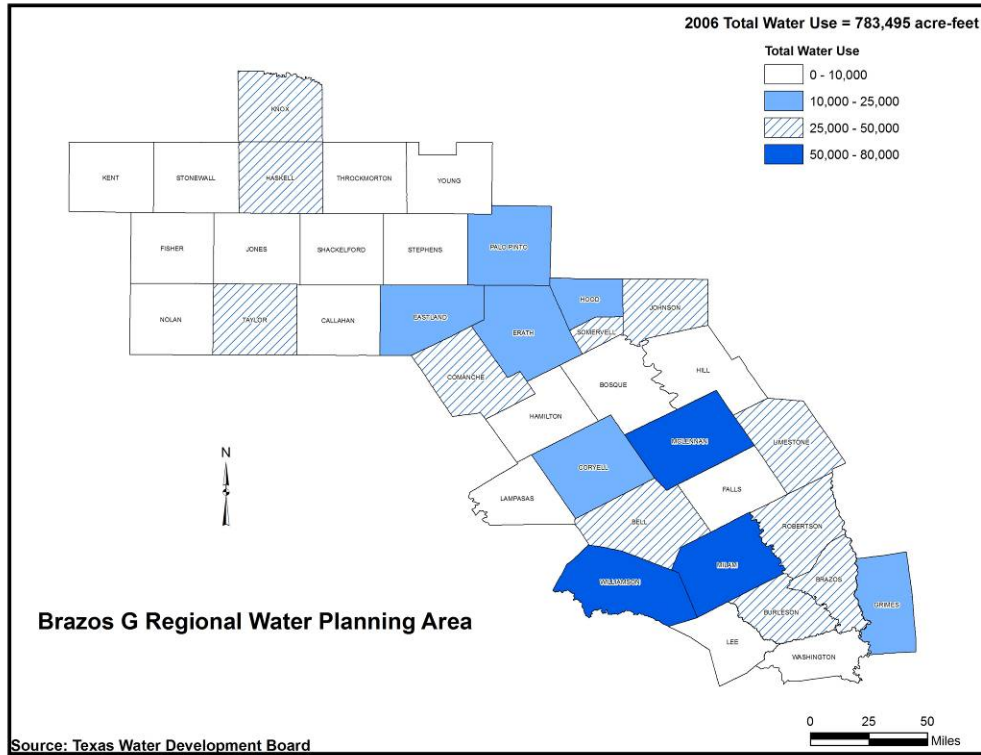 2006 Total Water Use = 783,495 acre-feet
Total Water Use
0 - 10,000
10,000 - 25,000
25,000 - 50,000
50,000 - 80,000
KNOX
KENT
STONEWALL
HASKELL
THROCKMORTON
YOUNG
FISHER
JONES
SHACKELFORD
STEPHENS
PALO PINTO
NOLAN
TAYLOR
CALLAHAN
EASTLAND
ERATH
HOOD
SOMERVELL
JOHNSON
COMANCHE
BOSQUE
HILL
HAMILTON
MCLENNAN
LIMESTONE
CORYELL
LAMPASAS
FALLS
BELL
ROBERTSON
N
MILAM
BRAZOS
WILLIAMSON
GRIMES
BURLESON
Brazos G Regional Water Planning Area
LEE
WASHINGTON
0 25 50
Miles
Source: Texas Water Development Board